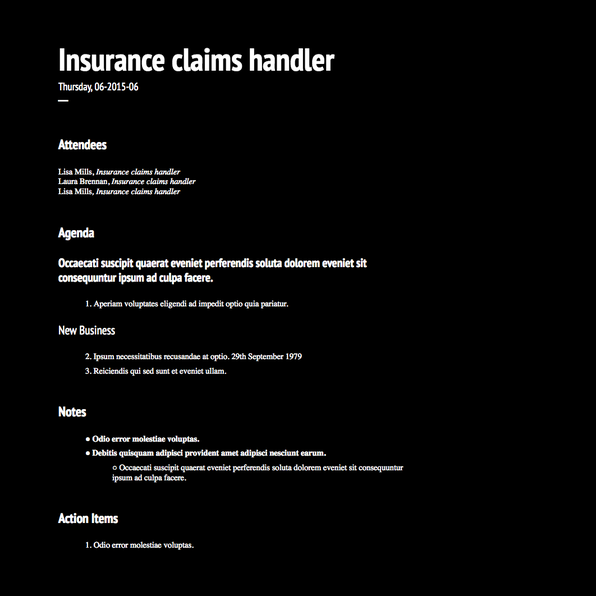 Insurance claims handler
Thursday, 06-2015-06
Attendees
Lisa Mills, Insurance claims handler
Laura Brennan, Insurance claims handler
Lisa Mills, Insurance claims handler
Agenda
Occaecati suscipit quaerat eveniet perferendis soluta dolorem eveniet sit
consequuntur ipsum ad culpa facere.
1. Aperiam voluptates eligendi ad impedit optio quia pariatur.
New Business
2. Ipsum necessitatibus recusandae at optio. 29th September 1979
3. Reiciendis qui sed sunt et eveniet ullam.
Notes
● Odio error molestiae voluptas.
● Debitis quisquam adipisci provident amet adipisci nesciunt earum.
○ Occaecati suscipit quaerat eveniet perferendis soluta dolorem eveniet sit consequuntur
ipsum ad culpa facere.
Action Items
1. Odio error molestiae voluptas.